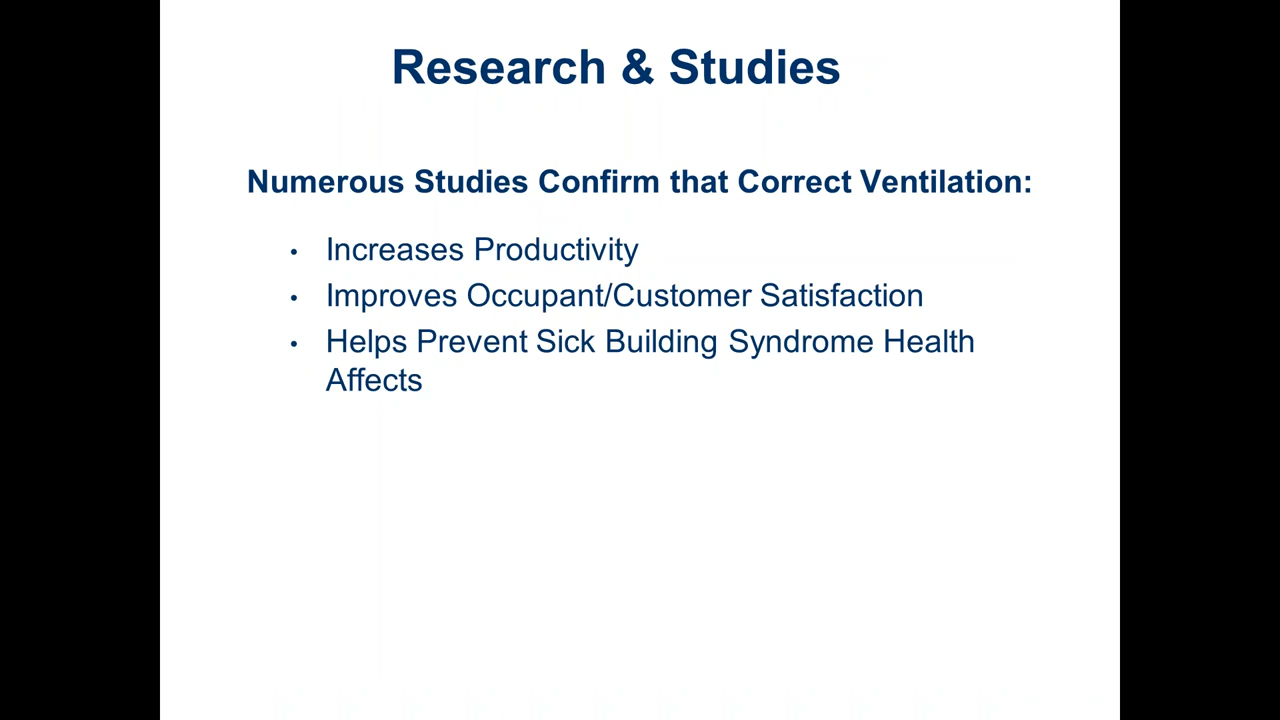 Research & Studies
Numerous Studies Confirm that Correct Ventilation:
• Increases Productivity
• Improves Occupant/Customer Satisfaction
• Helps Prevent Sick Building Syndrome Health
Affects